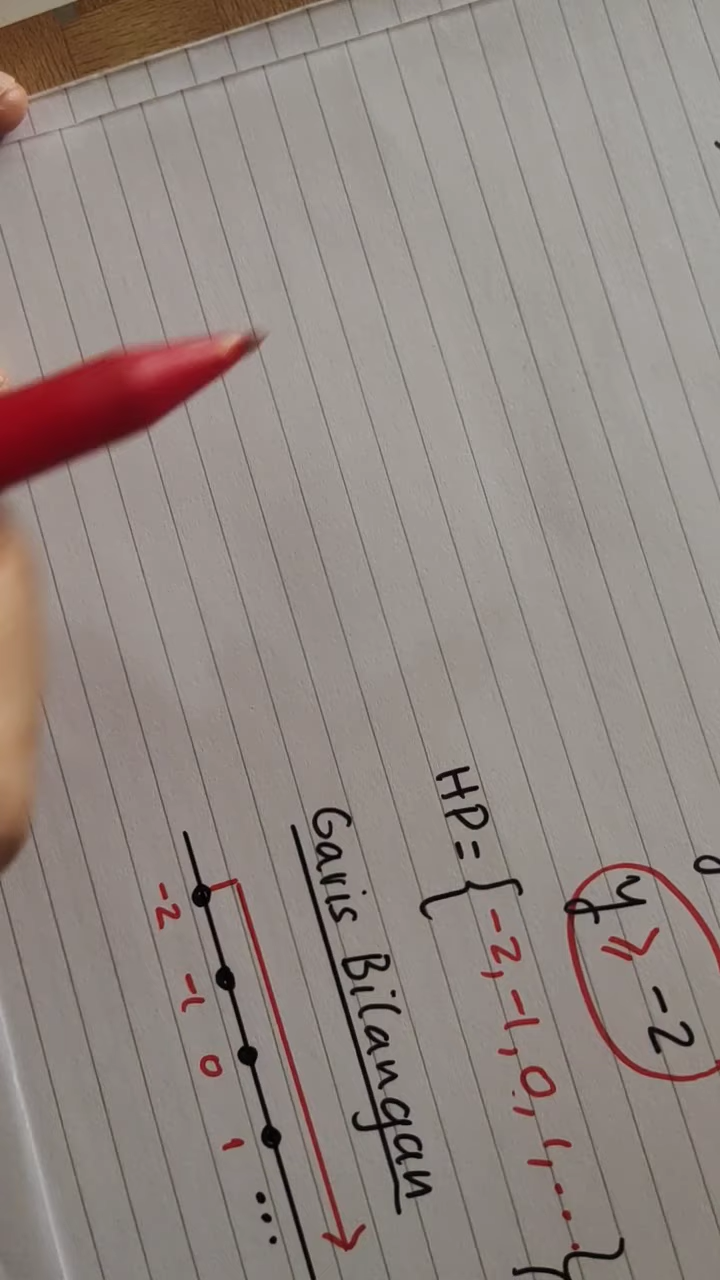 y ≥ -2
HP = {-2, -1, 0, 1, ...}
Garis Bilangan
-2 -1 0 1 ...